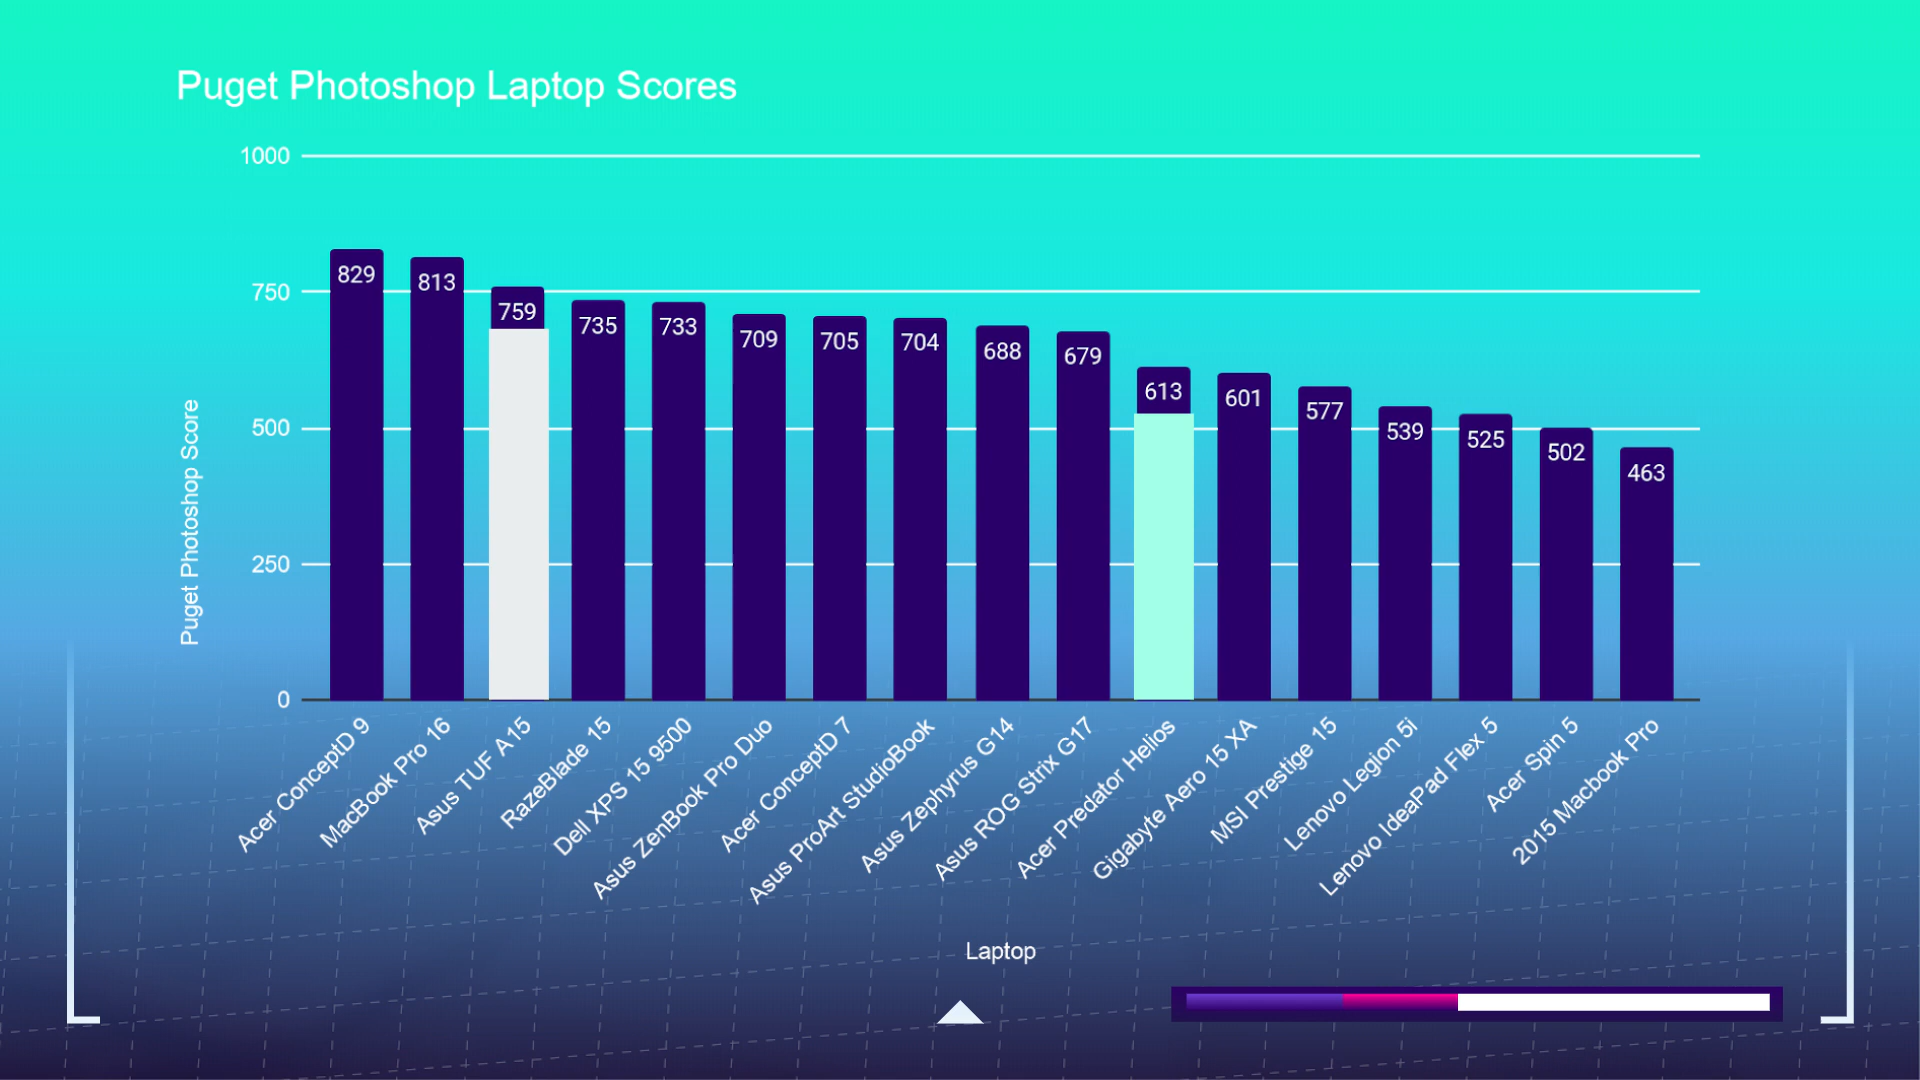 Puget Photoshop Laptop Scores
1000
750
500
250
0
Puget Photoshop Score
829
813
759
735
733
709
705
704
688
679
613
601
577
539
525
502
463
Acer ConceptD 9
MacBook Pro 16
Asus TUF A15
RazeBlade 15
Dell XPS 15 9500
Asus ZenBook Pro Duo
Acer ConceptD 7
Asus ProArt StudioBook
Asus Zephyrus G14
Asus ROG Strix G17
Acer Predator Helios
Gigabyte Aero 15 XA
MSI Prestige 15
Lenovo Legion 5i
Lenovo IdeaPad Flex 5
Acer Spin 5
2015 Macbook Pro
Laptop